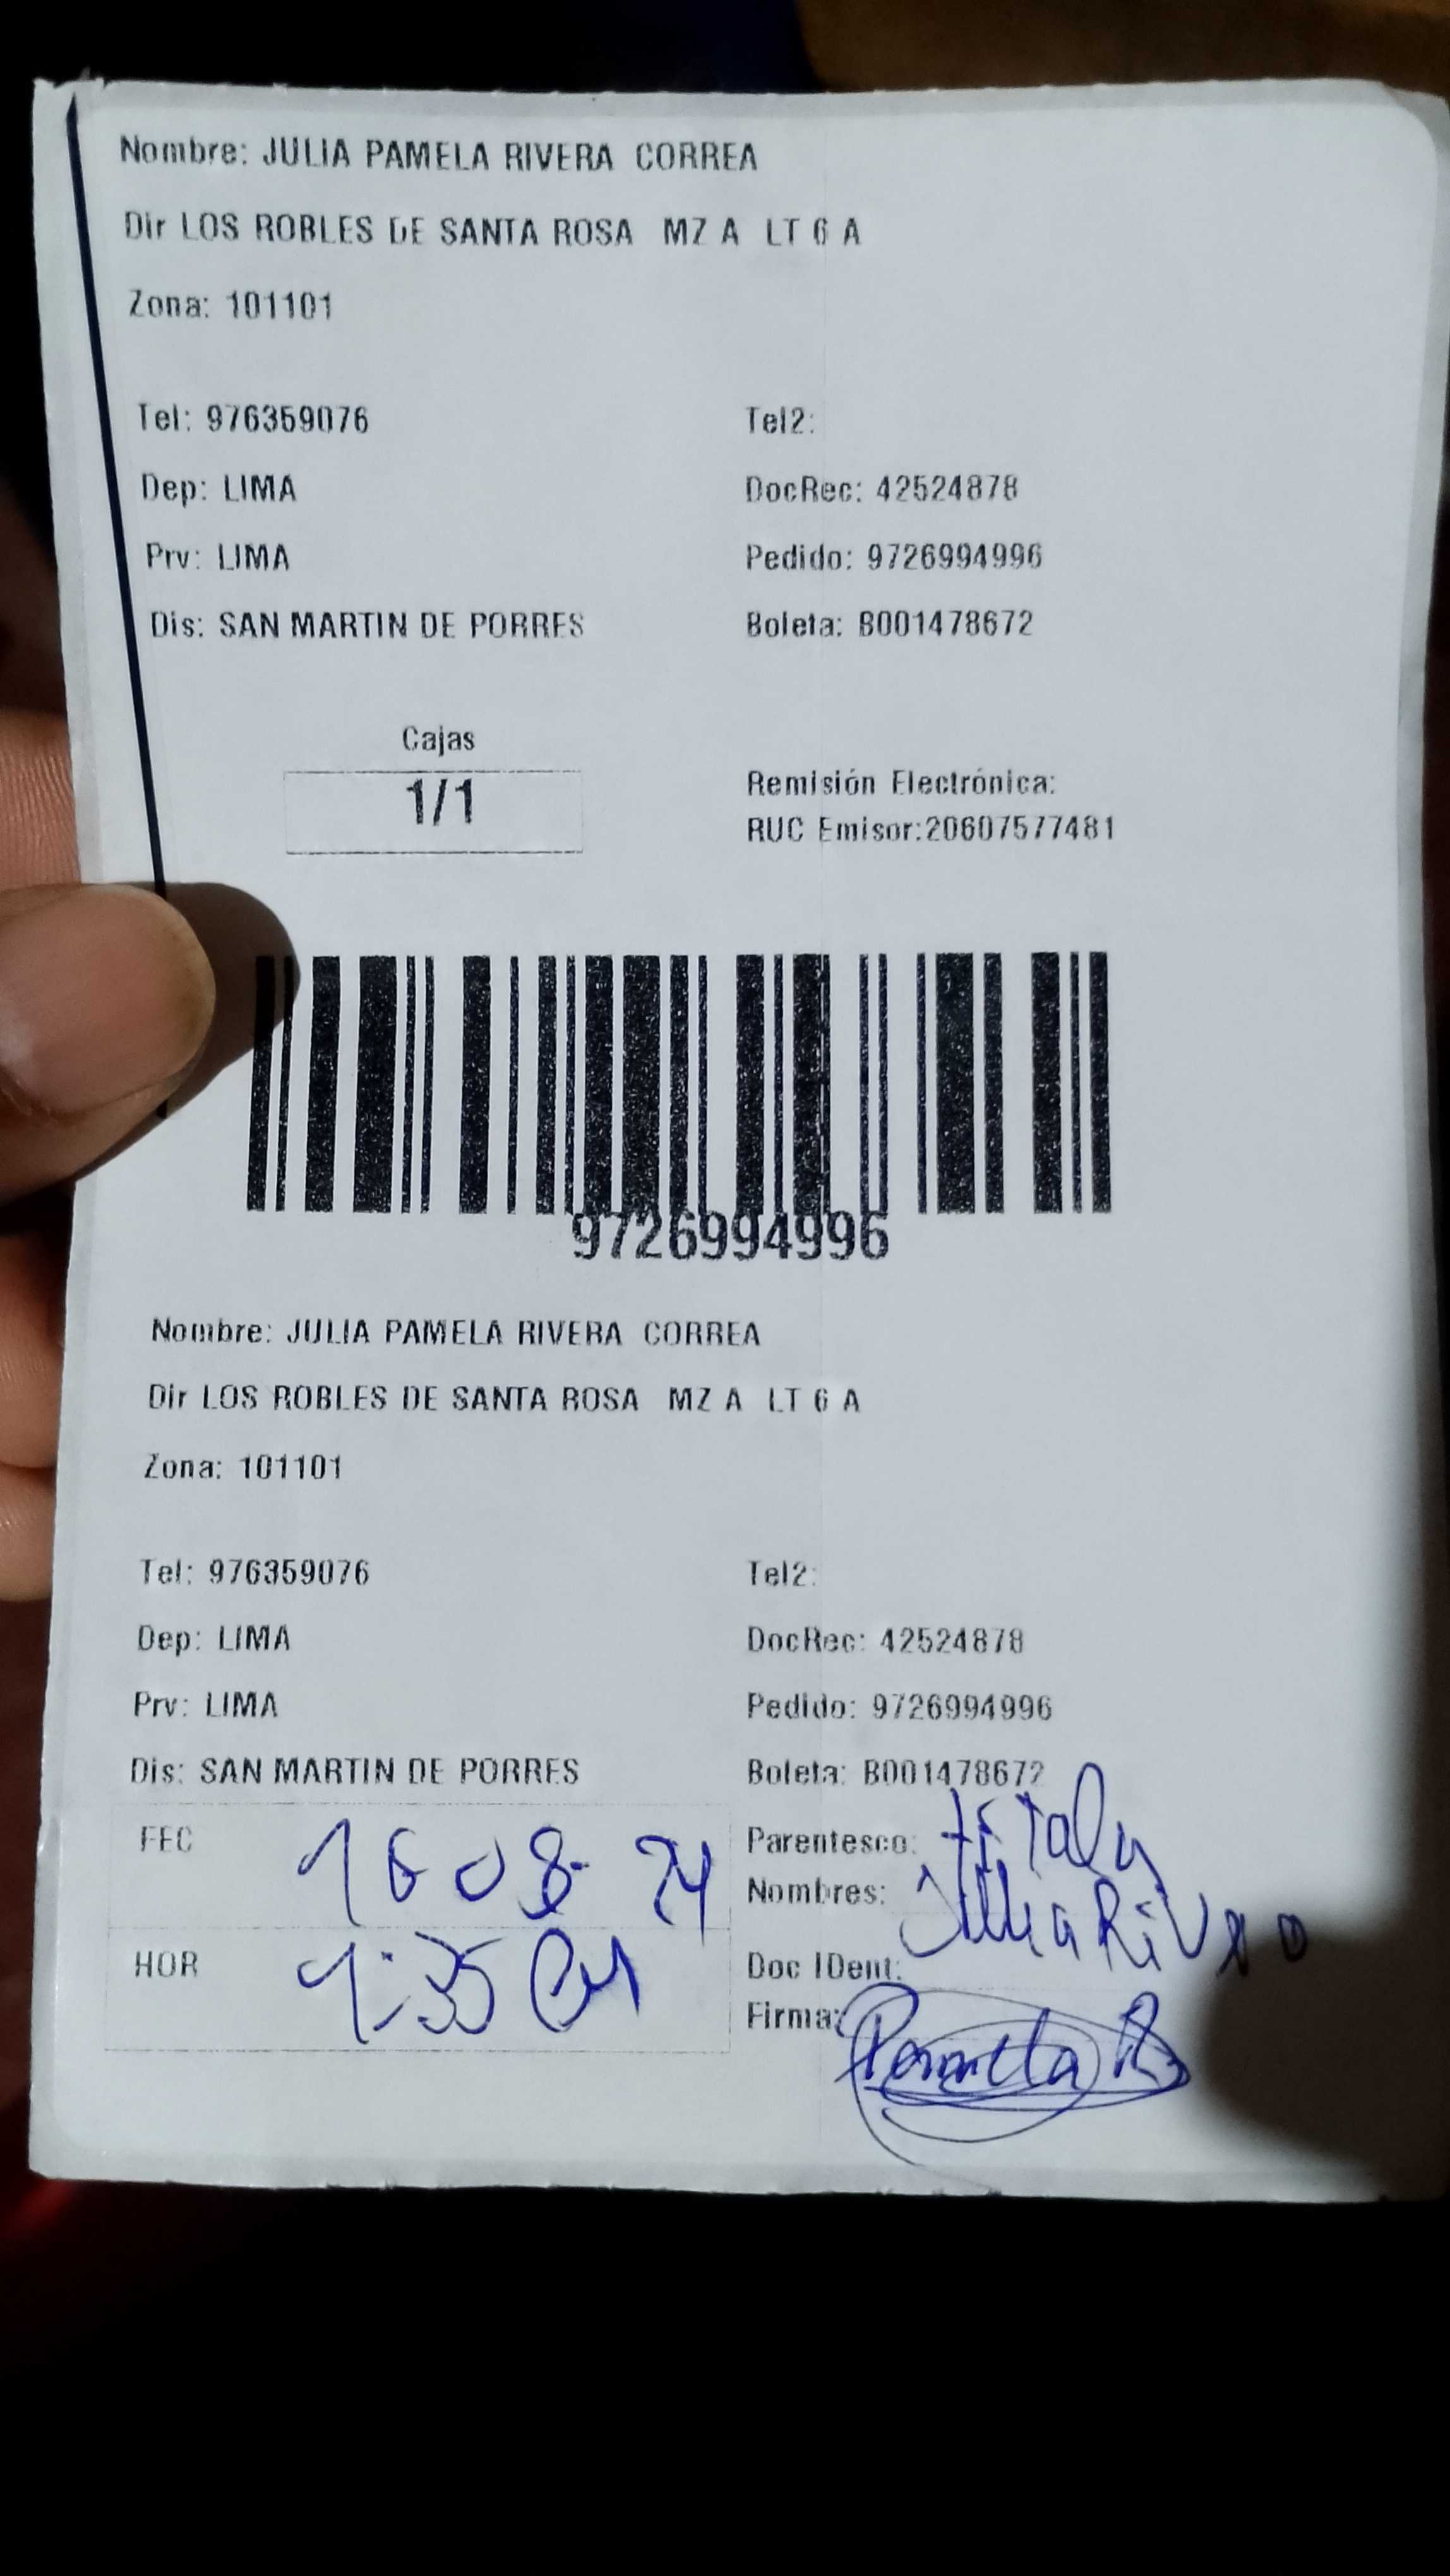 Nombre: JULIA PAMELA RIVERA CORREA
Dir LOS ROBLES DE SANTA ROSA MZ A LT 6 A
Zona: 101101
Tel: 976359076 Tel2:
Dep: LIMA DocRec: 42524878
Prv: LIMA Pedido: 9726994996
Dis: SAN MARTIN DE PORRES Boleta: B001478672
Cajas
1/1
Remisión Electrónica:
RUC Emisor:20607577481
9726994996
Nombre: JULIA PAMELA RIVERA CORREA
Dir LOS ROBLES DE SANTA ROSA MZ A LT 6 A
Zona: 101101
Tel: 976359076 Tel2:
Dep: LIMA DocRec: 42524878
Prv: LIMA Pedido: 9726994996
Dis: SAN MARTIN DE PORRES Boleta: B001478672
FEC 16 08 24 Parentesco:
Nombres: Julia
HOR 1:35 Doc IDent:
Firma: Pamela R